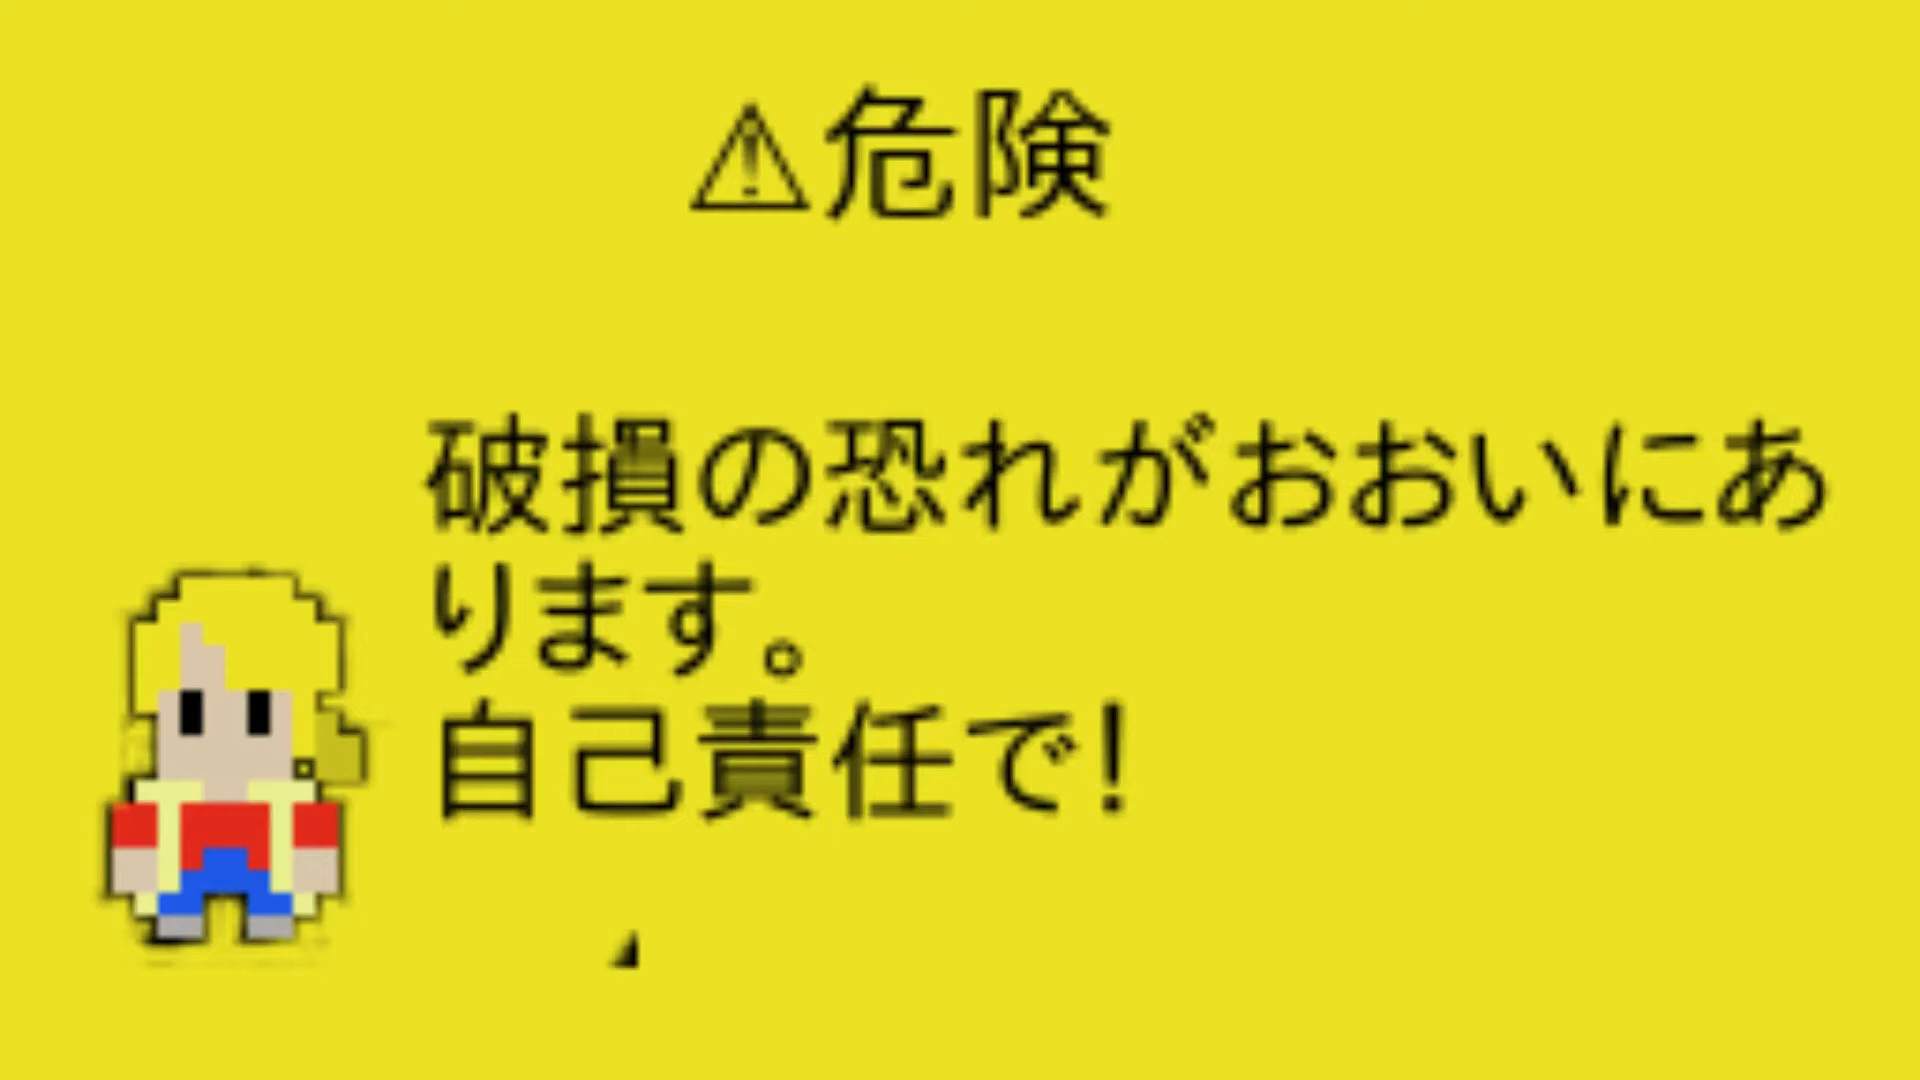 ⚠危険
破損の恐れがおおいにあ
ります。
自己責任で!